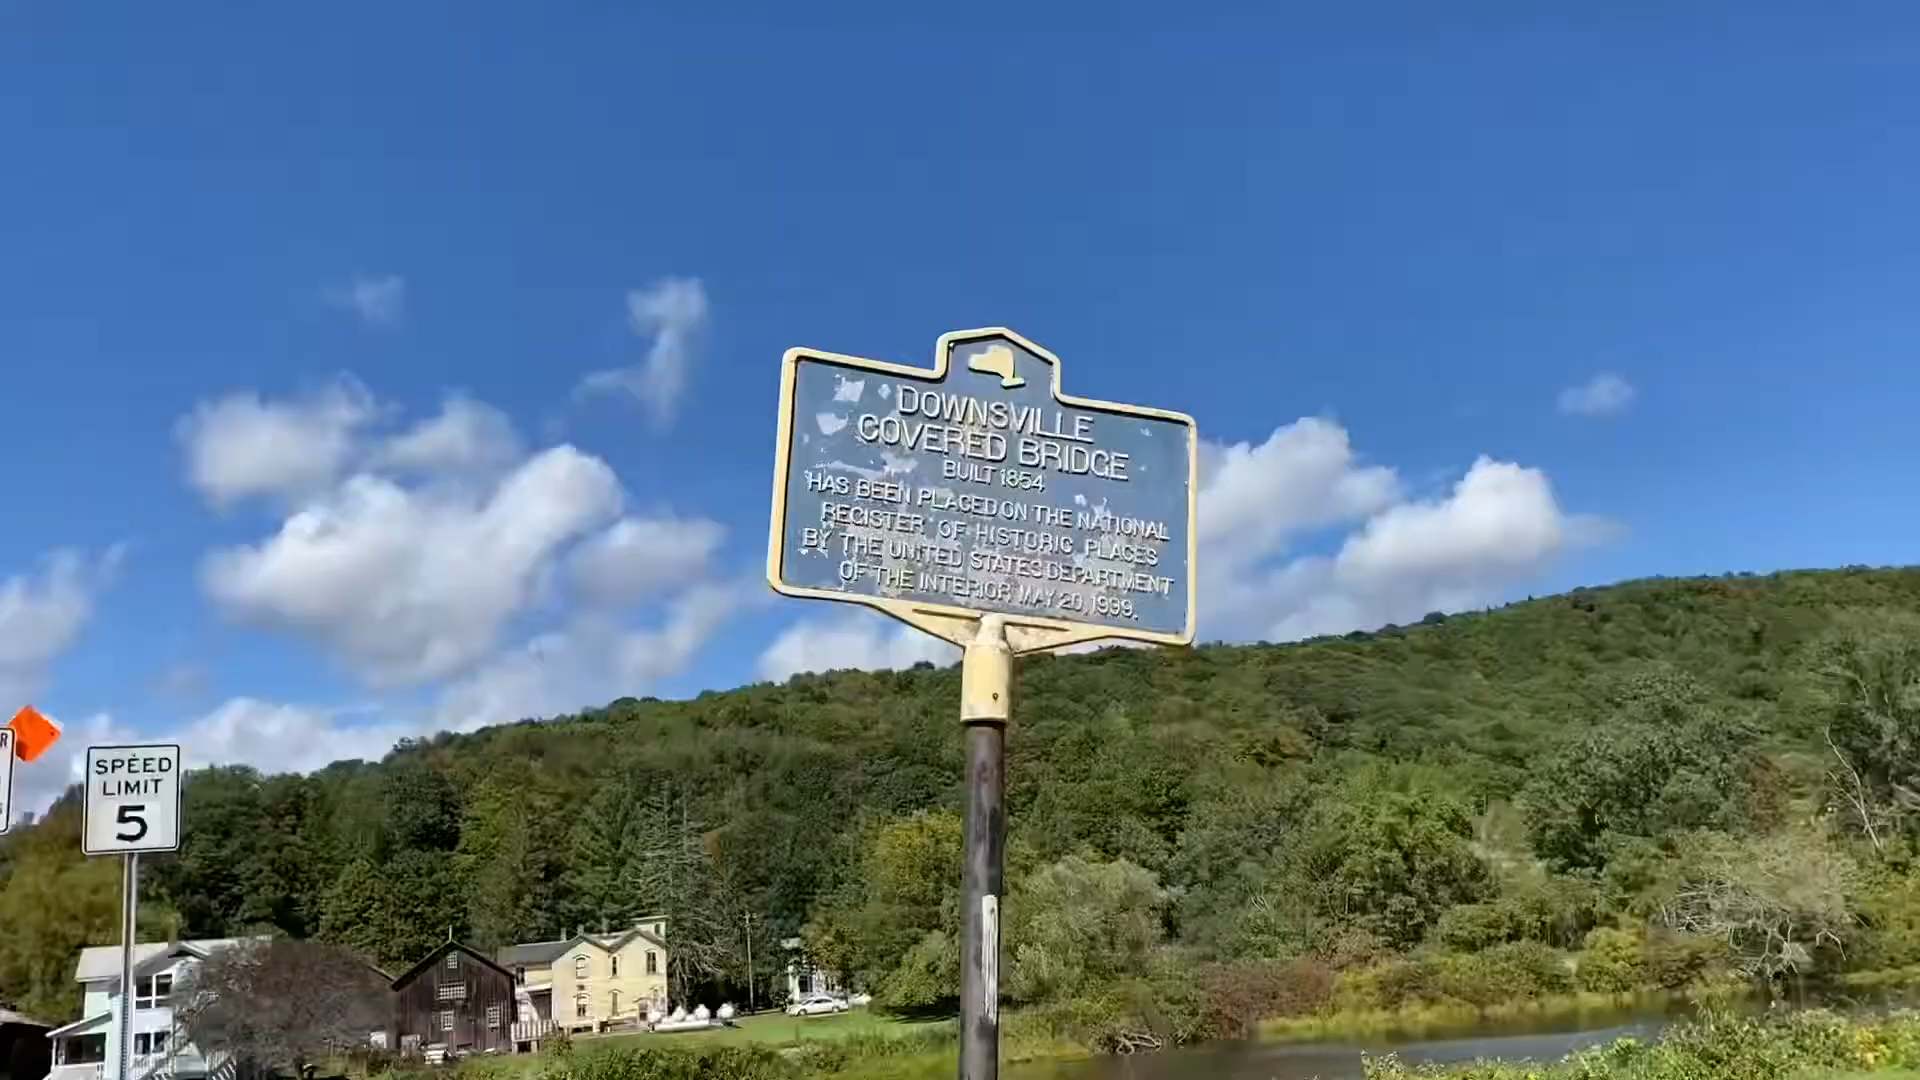 DOWNSVILLE
COVERED BRIDGE
BUILT 1854
HAS BEEN PLACED ON THE NATIONAL
REGISTER OF HISTORIC PLACES
BY THE UNITED STATES DEPARTMENT
OF THE INTERIOR, MAY 20, 1999.
SPEED
LIMIT
5
R